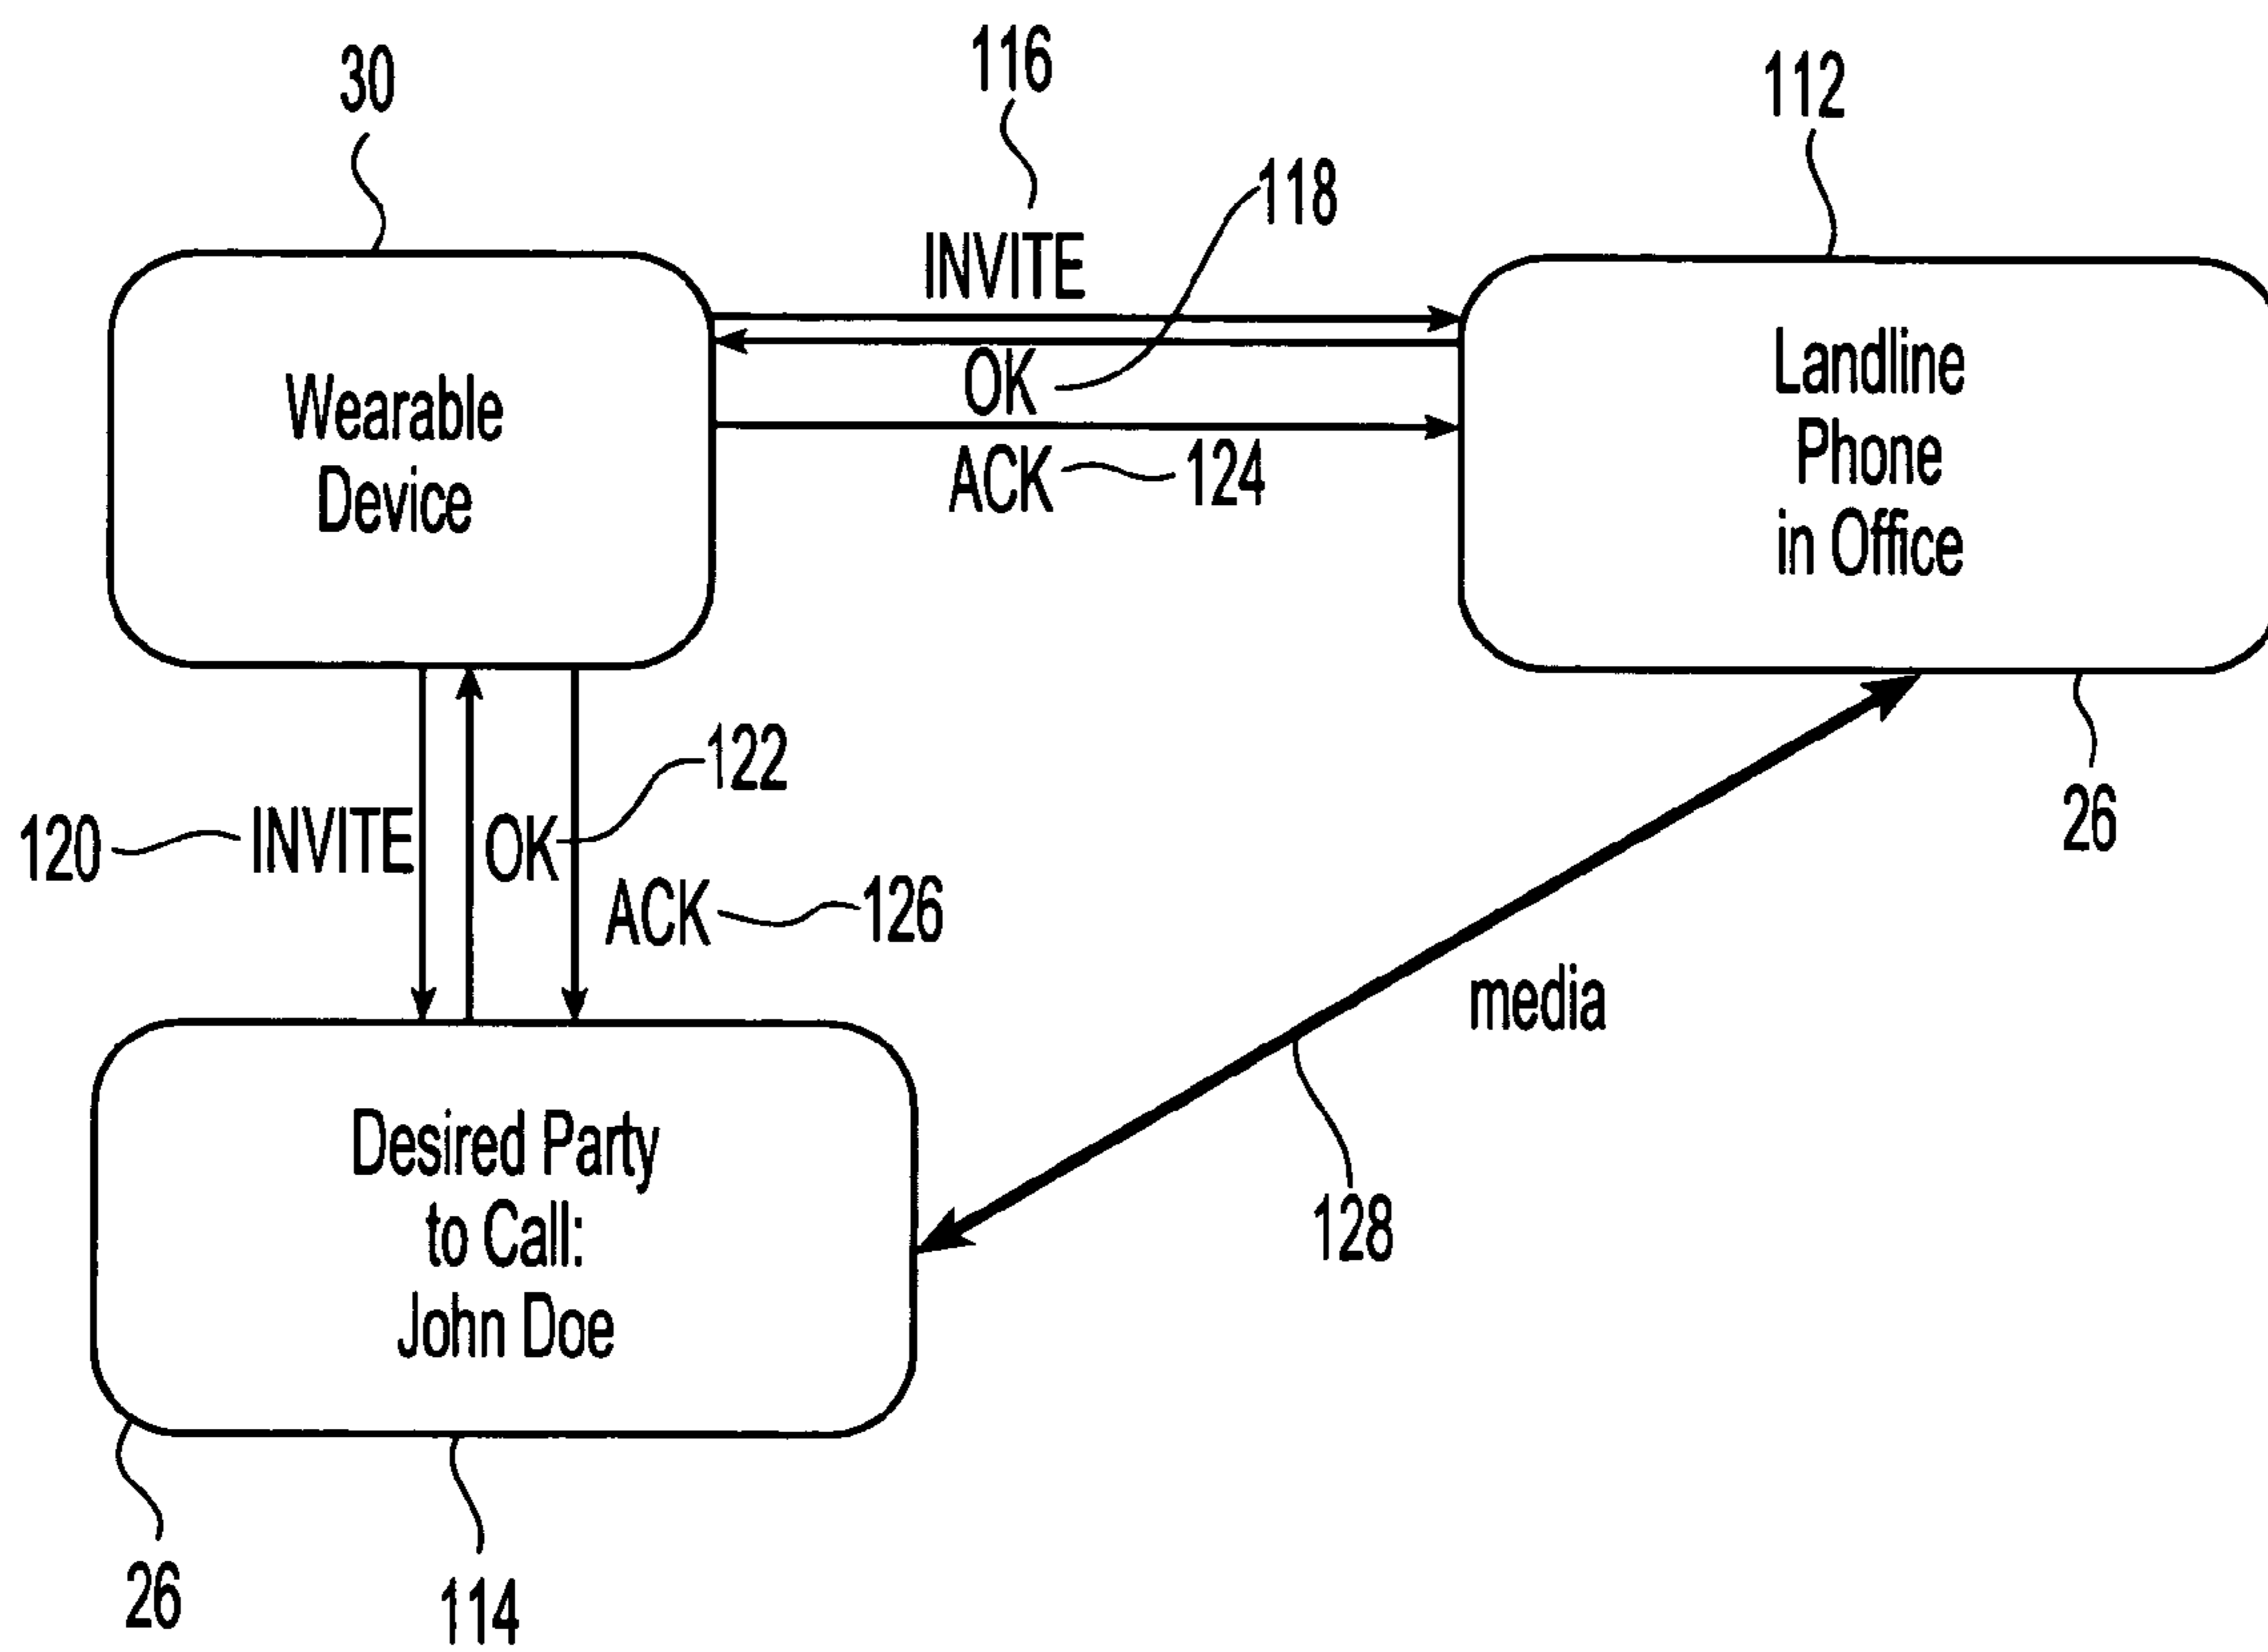 30
116
112
118
INVITE
OK
ACK
124
Wearable
Device
Landline
Phone
in Office
122
120
INVITE
OK
ACK
126
26
media
128
Desired Party
to Call:
John Doe
26
114